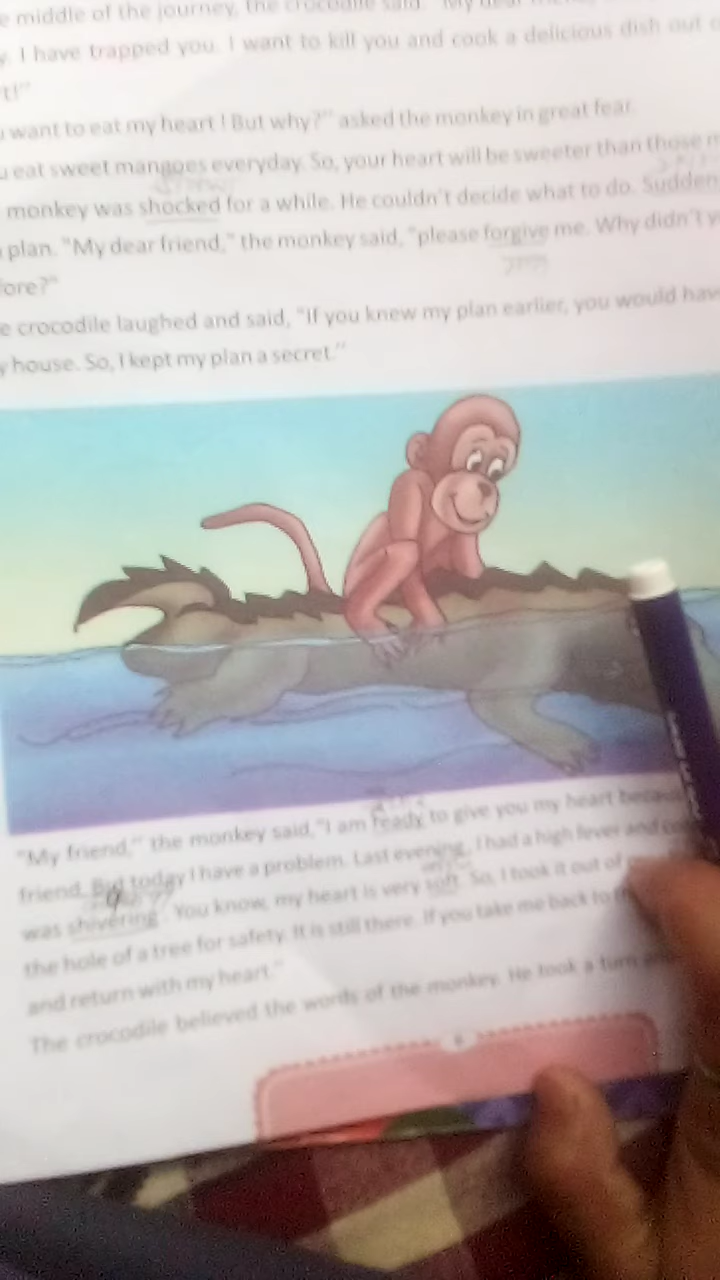 middle of the journey, the crocodile said. "My dear
I have trapped you. I want to kill you and cook a delicious dish out
want to eat my heart ! But why?" asked the monkey in great fear.
eat sweet mangoes everyday. So, your heart will be sweeter than those
monkey was shocked for a while. He couldn't decide what to do. Sudden
plan. "My dear friend," the monkey said, "please forgive me. Why didn't
ore?"
crocodile laughed and said, "If you knew my plan earlier, you would hav
house. So, I kept my plan a secret."
"My friend," the monkey said, "I am ready to give you my heart
friend. But today I have a problem. Last evening, I had a high fever and
was shivering. You know, my heart is very soft. So, I took it out of
the hole of a tree for safety. It is still there. If you take me back to
and return with my heart."
The crocodile believed the words of the monkey. He took a turn